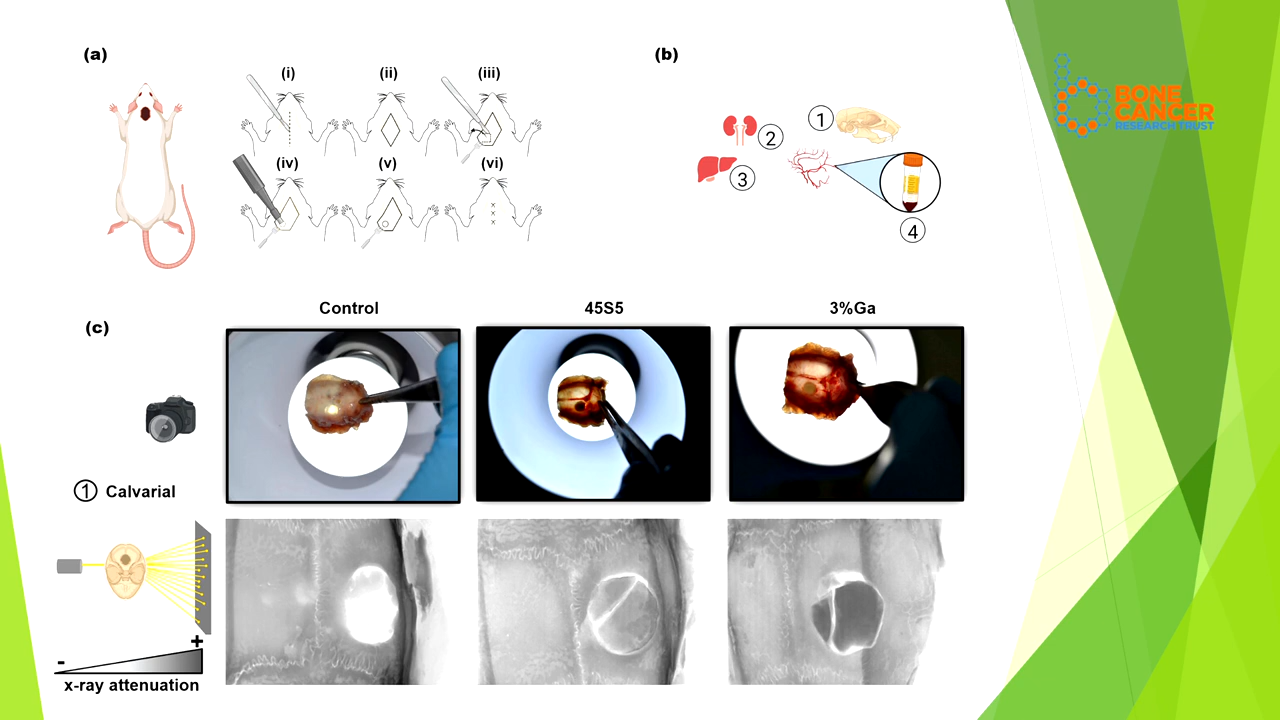 (a)
(i)
(ii)
(iii)
(iv)
(v)
(vi)
(b)
1
2
3
4
BONE
CANCER
RESEARCH TRUST
(c)
Control
45S5
3%Ga
1 Calvarial
- +
x-ray attenuation